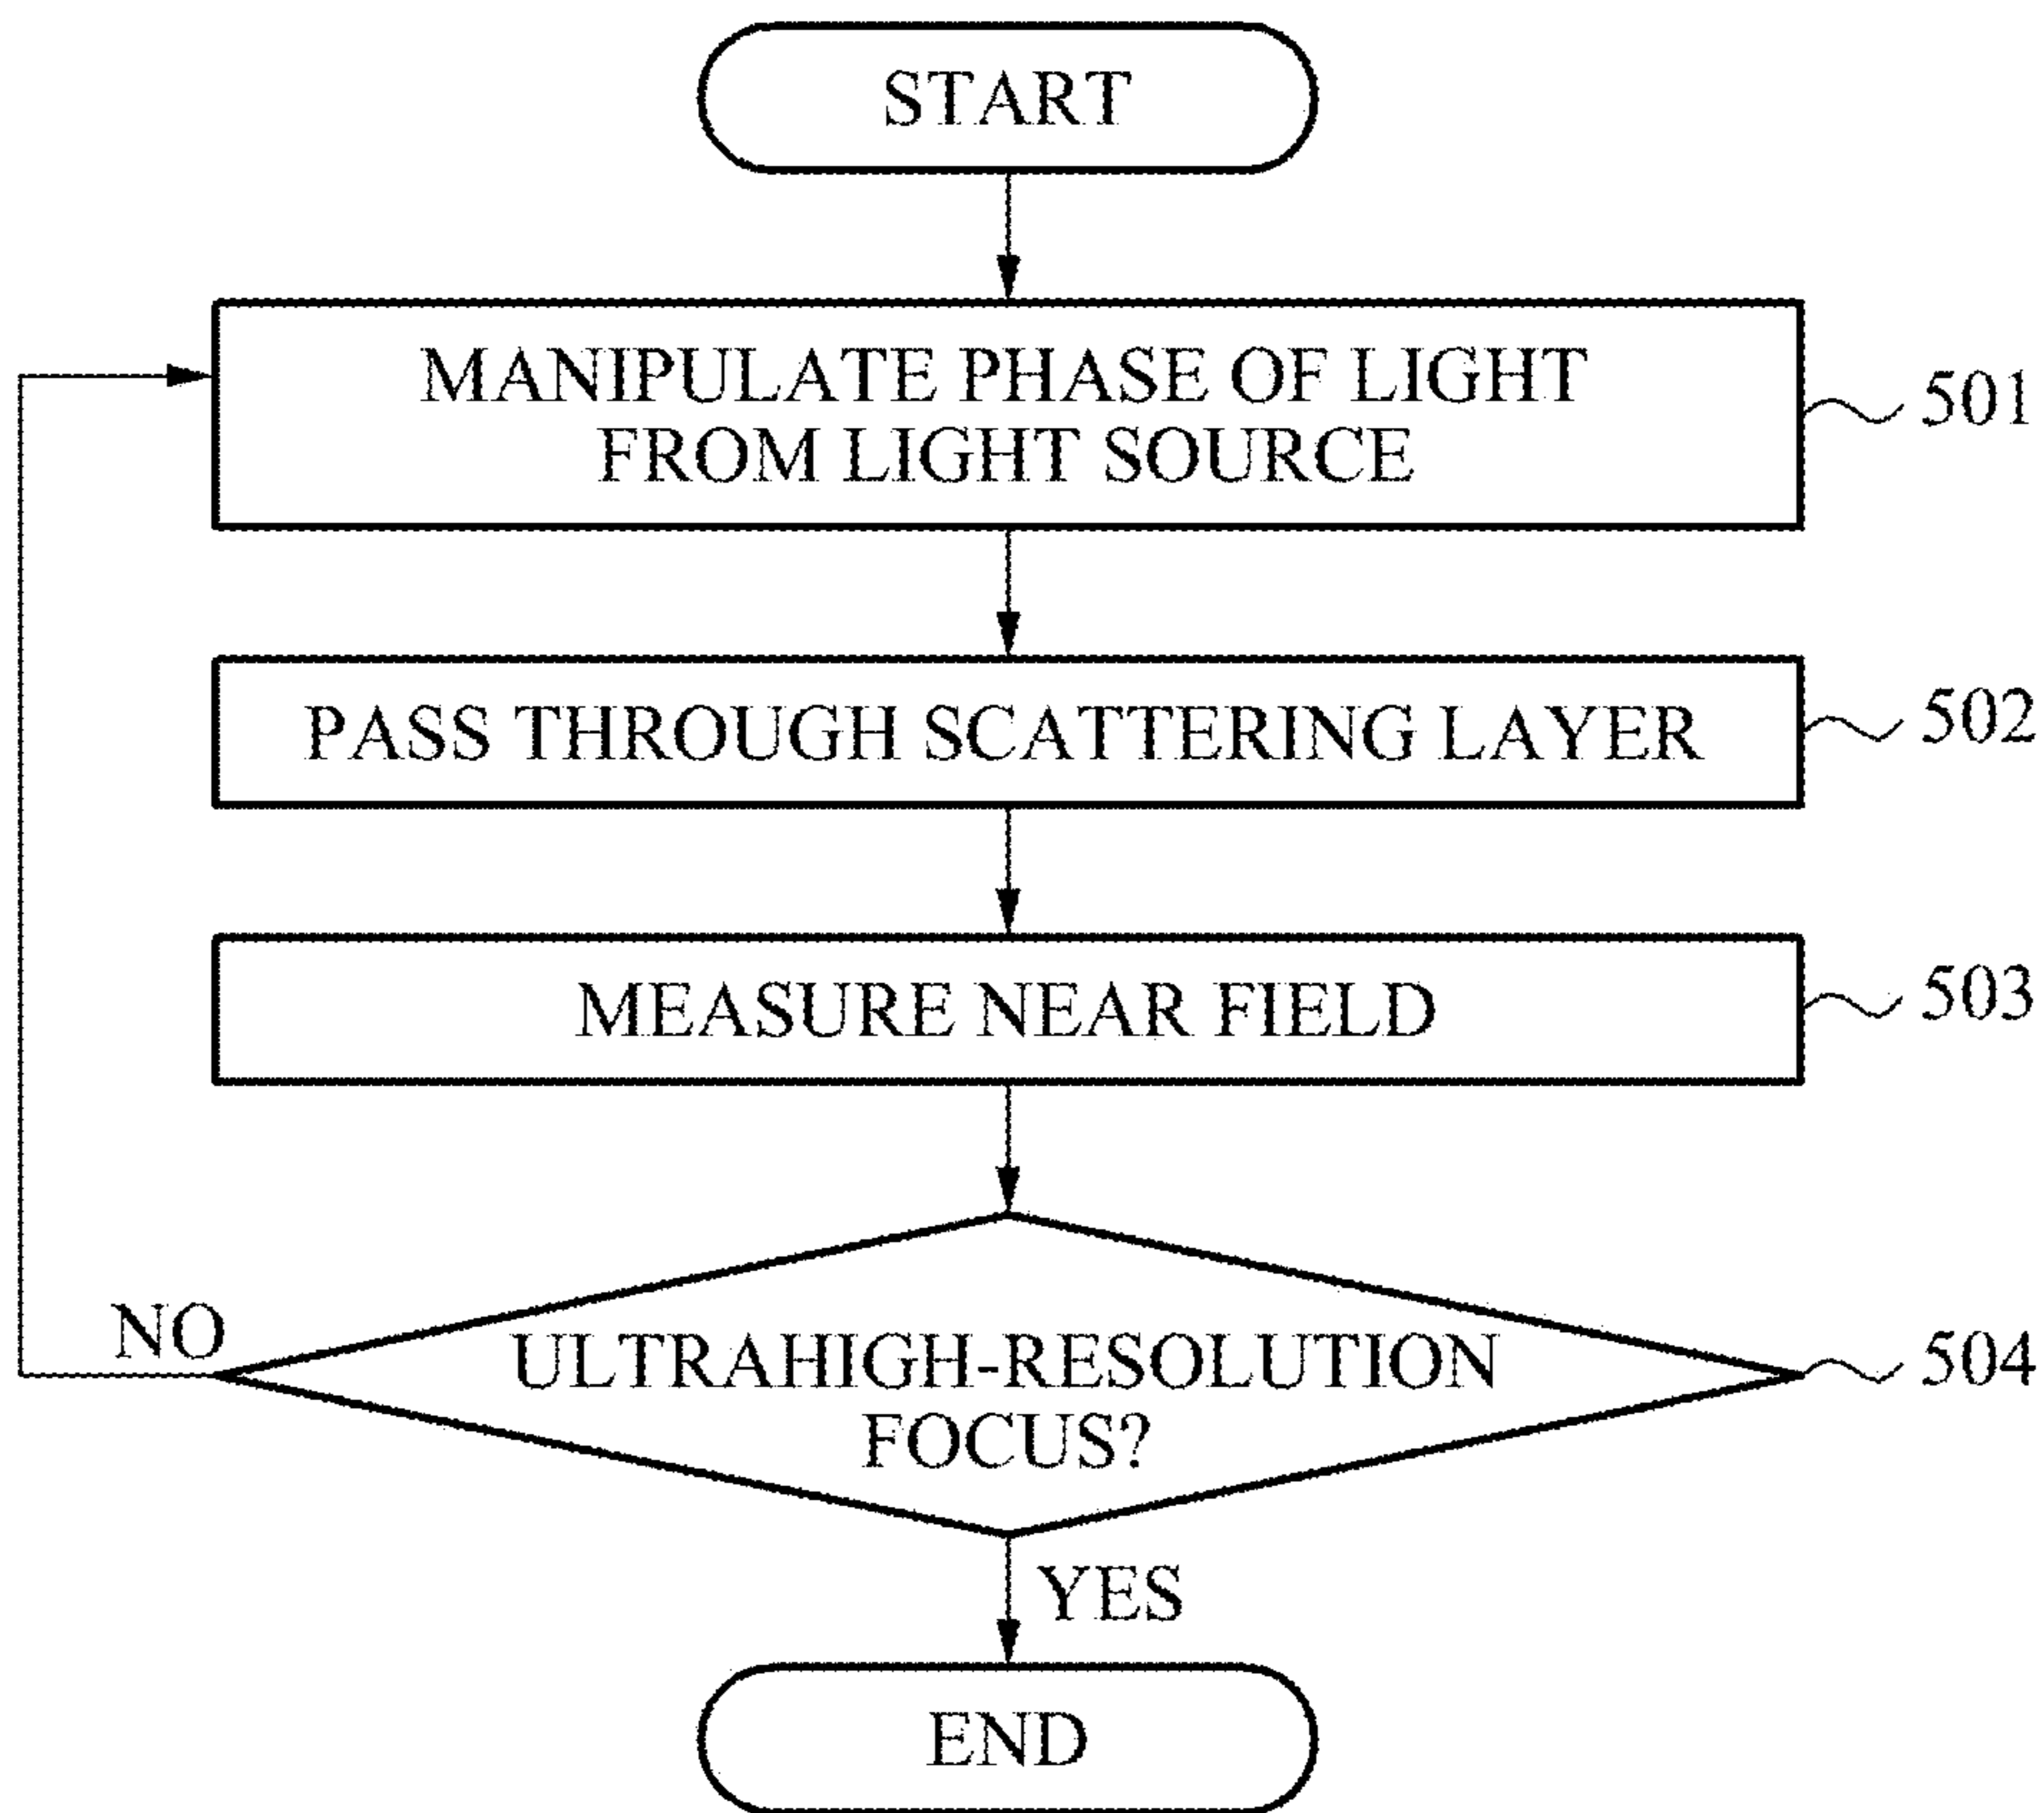 START
MANIPULATE PHASE OF LIGHT
FROM LIGHT SOURCE
501
PASS THROUGH SCATTERING LAYER
502
MEASURE NEAR FIELD
503
NO
ULTRAHIGH-RESOLUTION
FOCUS?
504
YES
END